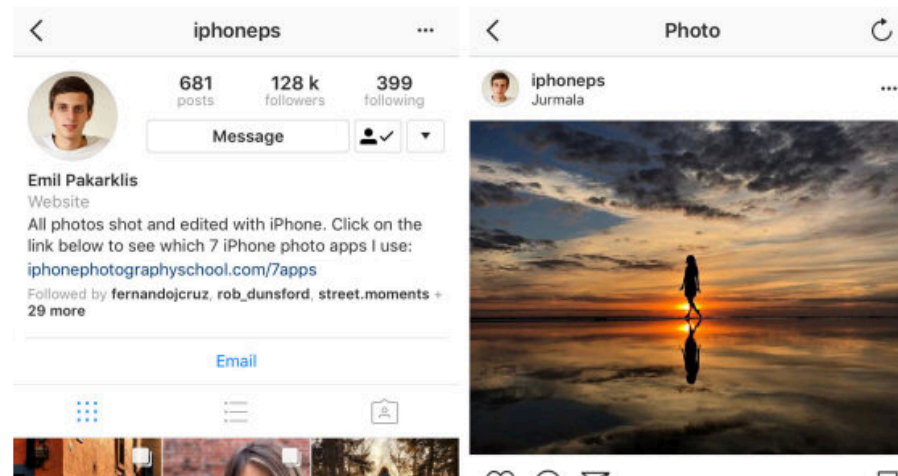 iphoneps
681 128 k 399
posts followers following
Message
Emil Pakarklis
Website
All photos shot and edited with iPhone. Click on the
link below to see which 7 iPhone photo apps I use:
iphonephotographyschool.com/7apps
Followed by fernandojcruz, rob_dunsford, street.moments +
29 more
Email
Photo
iphoneps
Jurmala